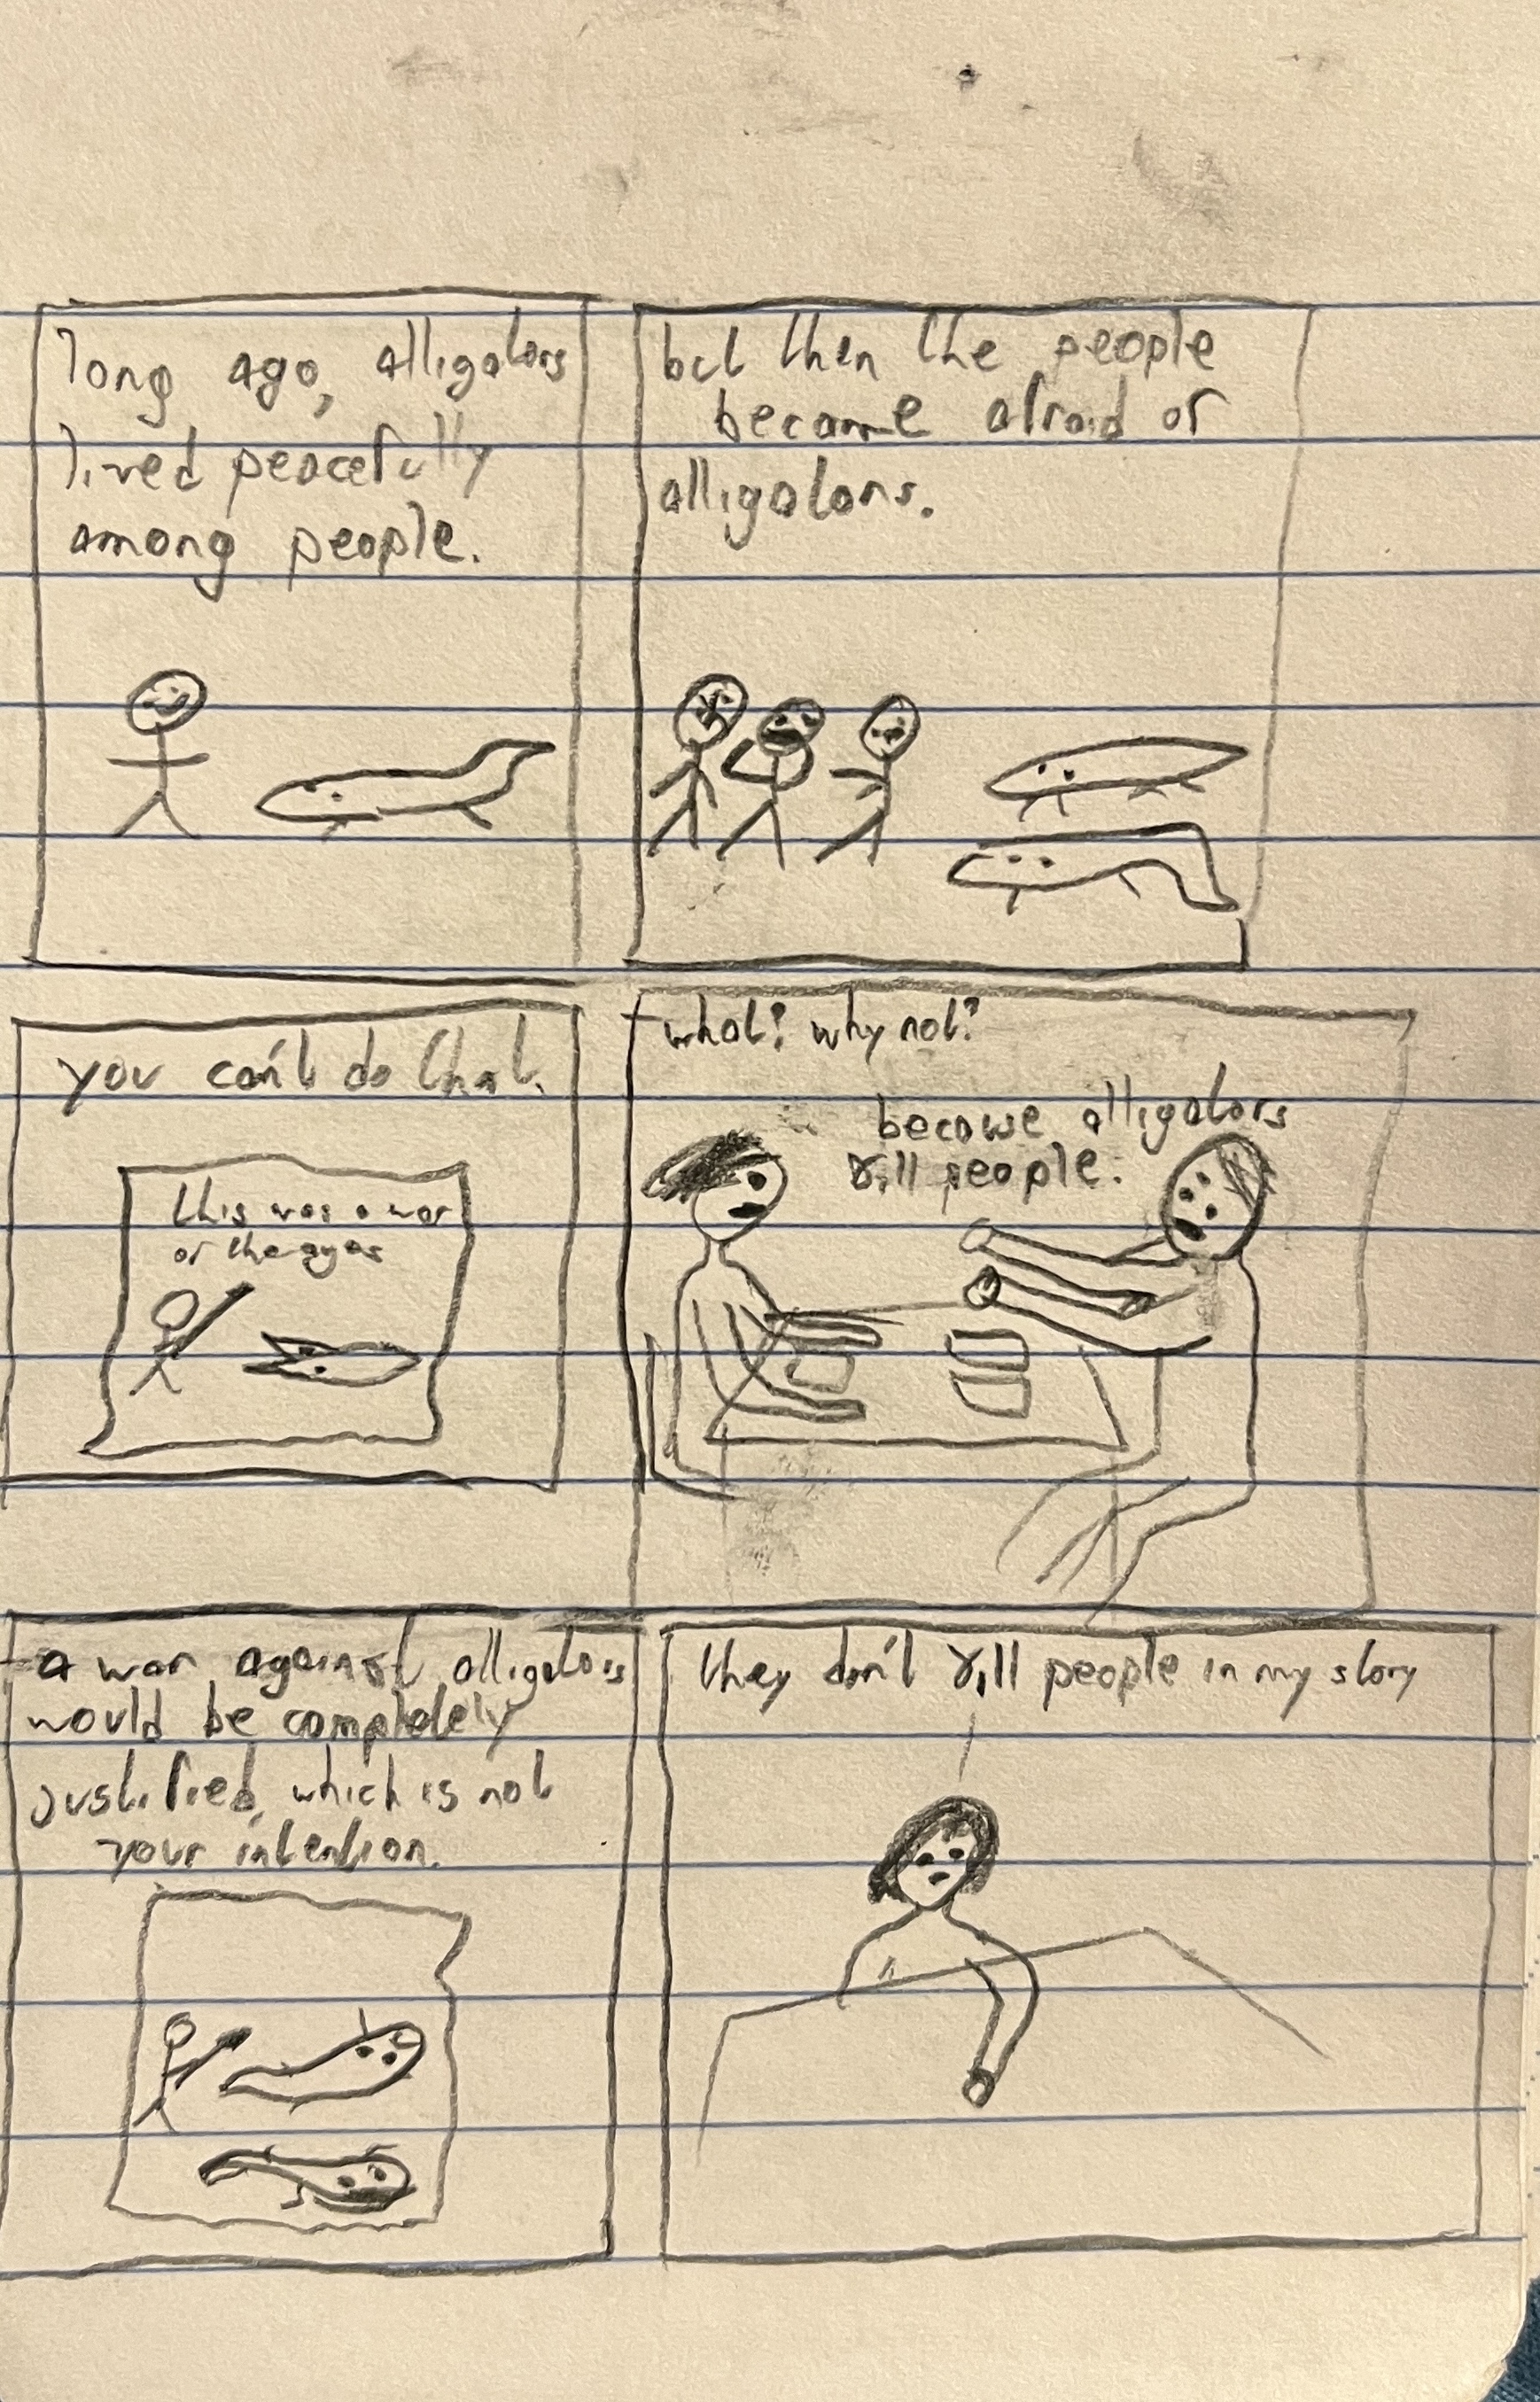 long ago, alligators
lived peacefully
among people.
but then the people
became afraid of
alligators.
you can't do that.
this was a war
of the ages
what? why not?
because alligators
kill people.
a war against alligators
would be completely
justified, which is not
your intention.
they don't kill people in my story